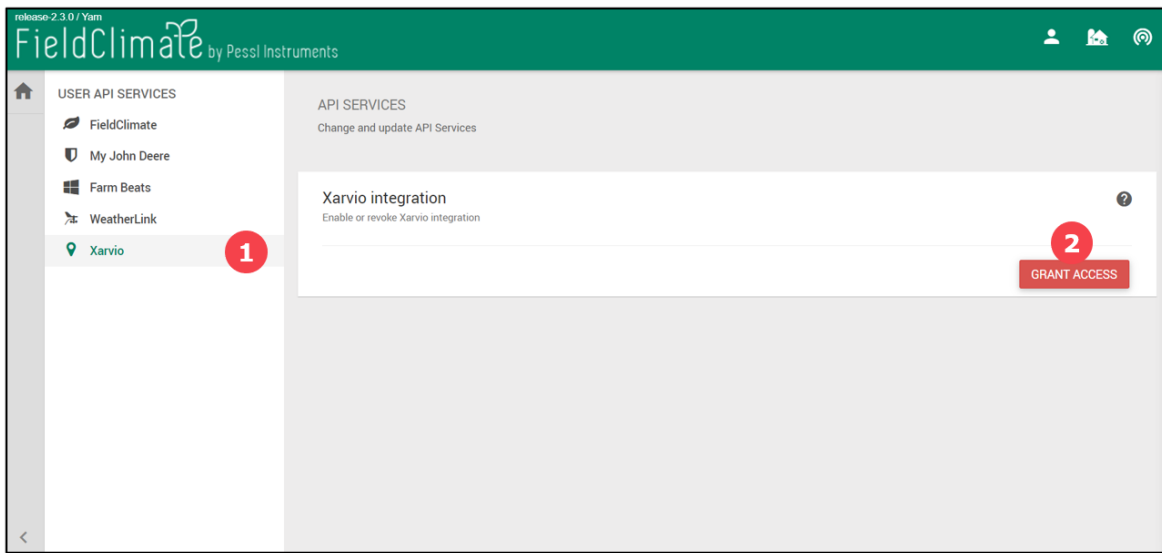 release-2.3.0 / Yam
FieldClimate by Pessl Instruments
USER API SERVICES
FieldClimate
My John Deere
Farm Beats
WeatherLink
Xarvio
1
API SERVICES
Change and update API Services
Xarvio integration
?
Enable or revoke Xarvio integration
2
GRANT ACCESS